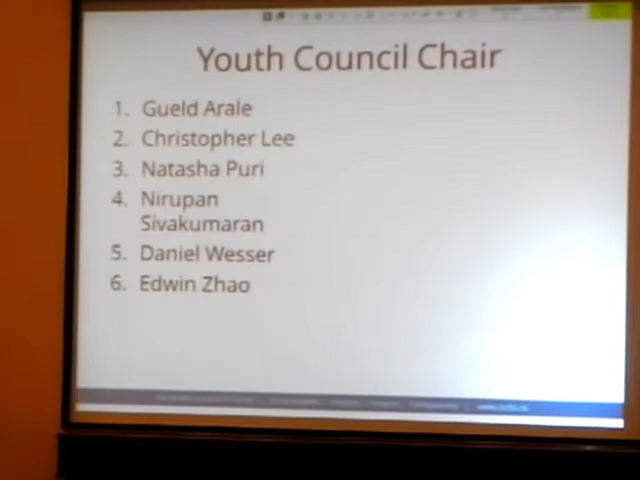 Youth Council Chair
1. Gueld Arale
2. Christopher Lee
3. Natasha Puri
4. Nirupan
Sivakumaran
5. Daniel Wesser
6. Edwin Zhao